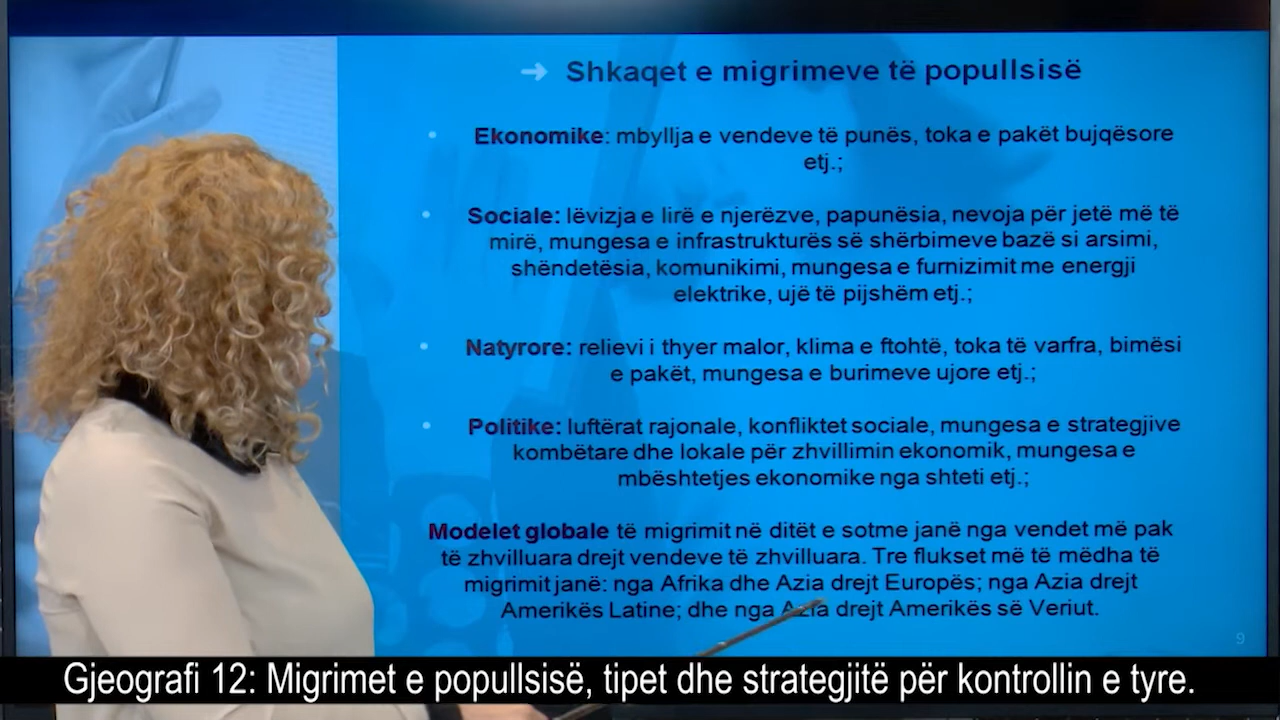 → Shkaqet e migrimeve të popullsisë
• Ekonomike: mbyllja e vendeve të punës, toka e pakët bujqësore
etj.;
• Sociale: lëvizja e lirë e njerëzve, papunësia, nevoja për jetë më të
mirë, mungesa e infrastrukturës së shërbimeve bazë si arsimi,
shëndetësia, komunikimi, mungesa e furnizimit me energji
elektrike, ujë të pijshëm etj.;
• Natyrore: relievi i thyer malor, klima e ftohtë, toka të varfra, bimësi
e pakët, mungesa e burimeve ujore etj.;
• Politike: luftërat rajonale, konfliktet sociale, mungesa e strategjive
kombëtare dhe lokale për zhvillimin ekonomik, mungesa e
mbështetjes ekonomike nga shteti etj.;
Modelet globale të migrimit në ditët e sotme janë nga vendet më pak
të zhvilluara drejt vendeve të zhvilluara. Tre flukset më të mëdha të
migrimit janë: nga Afrika dhe Azia drejt Europës; nga Azia drejt
Amerikës Latine; dhe nga Azia drejt Amerikës së Veriut.
9
Gjeografi 12: Migrimet e popullsisë, tipet dhe strategjitë për kontrollin e tyre.